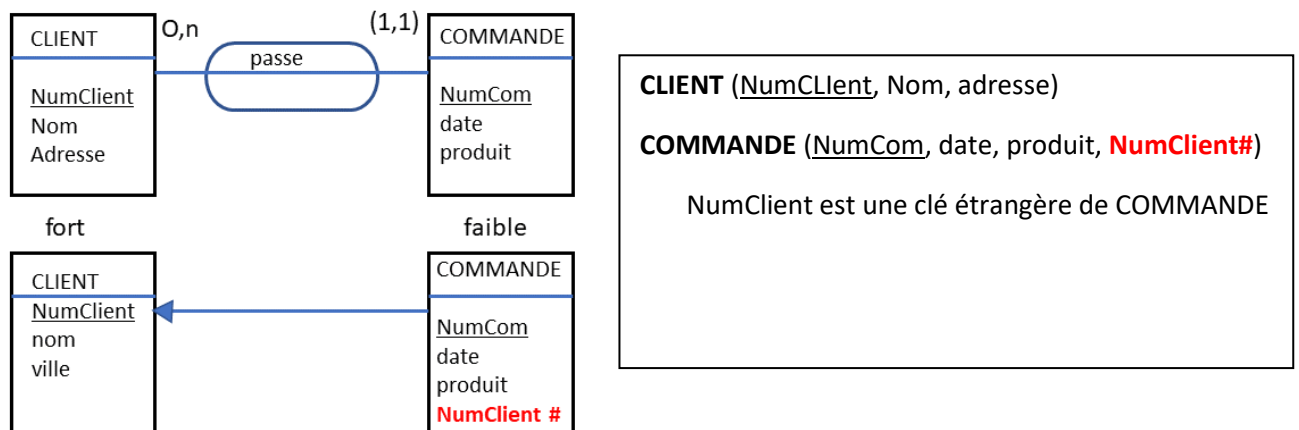 CLIENT
O,n
passe
(1,1)
COMMANDE
NumClient
Nom
Adresse
NumCom
date
produit
fort
faible
CLIENT
NumClient
nom
ville
COMMANDE
NumCom
date
produit
NumClient #
CLIENT (NumCLIent, Nom, adresse)
COMMANDE (NumCom, date, produit, NumClient#)
NumClient est une clé étrangère de COMMANDE